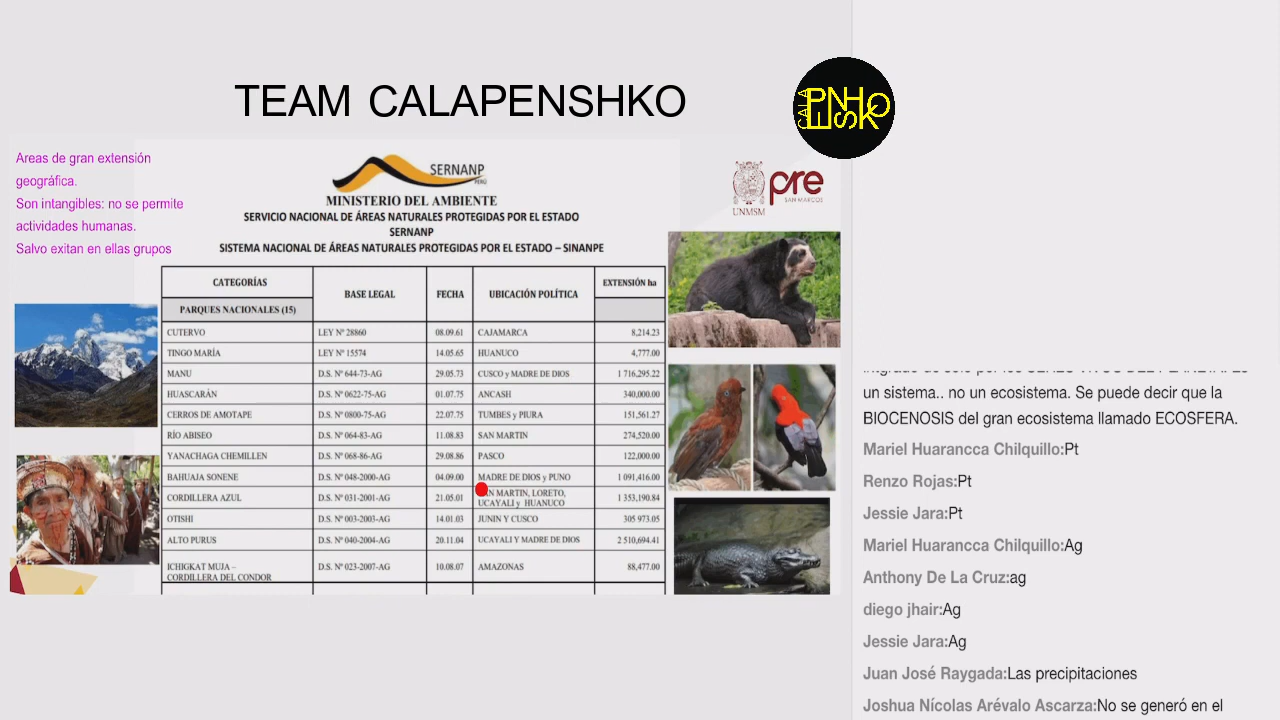 TEAM CALAPENSHKO
CALA
PENSHKO
Areas de gran extensión
geográfica.
Son intangibles: no se permite
actividades humanas.
Salvo exitan en ellas grupos
SERNANP
PERÚ
MINISTERIO DEL AMBIENTE
SERVICIO NACIONAL DE ÁREAS NATURALES PROTEGIDAS POR EL ESTADO
SERNANP
SISTEMA NACIONAL DE ÁREAS NATURALES PROTEGIDAS POR EL ESTADO – SINANPE
UNMSM
pre
SAN MARCOS
CATEGORÍAS BASE LEGAL FECHA UBICACIÓN POLÍTICA EXTENSIÓN ha
PARQUES NACIONALES (15)
CUTERVO LEY Nº 28860 08.09.61 CAJAMARCA 8,214.23
TINGO MARÍA LEY Nº 15574 14.05.65 HUANUCO 4,777.00
MANU D.S. Nº 644-73-AG 29.05.73 CUSCO y MADRE DE DIOS 1 716,295.22
HUASCARÁN D.S. Nº 0622-75-AG 01.07.75 ANCASH 340,000.00
CERROS DE AMOTAPE D.S. Nº 0800-75-AG 22.07.75 TUMBES y PIURA 151,561.27
RÍO ABISEO D.S. Nº 064-83-AG 11.08.83 SAN MARTIN 274,520.00
YANACHAGA CHEMILLEN D.S. Nº 068-86-AG 29.08.86 PASCO 122,000.00
BAHUAJA SONENE D.S. Nº 048-2000-AG 04.09.00 MADRE DE DIOS y PUNO 1 091,416.00
CORDILLERA AZUL D.S. Nº 031-2001-AG 21.05.01 MARTIN, LORETO, 1 353,190.84
UCAYALI y HUANUCO
OTISHI D.S. Nº 003-2003-AG 14.01.03 JUNIN Y CUSCO 305 973.05
ALTO PURUS D.S. Nº 040-2004-AG 20.11.04 UCAYALI Y MADRE DE DIOS 2 510,694.41
ICHIGKAT MUJA – D.S. Nº 023-2007-AG 10.08.07 AMAZONAS 88,477.00
CORDILLERA DEL CONDOR
un sistema.. no un ecosistema. Se puede decir que la
BIOCENOSIS del gran ecosistema llamado ECOSFERA.
Mariel Huarancca Chilquillo:Pt
Renzo Rojas:Pt
Jessie Jara:Pt
Mariel Huarancca Chilquillo:Ag
Anthony De La Cruz:ag
diego jhair:Ag
Jessie Jara:Ag
Juan José Raygada:Las precipitaciones
Joshua Nícolas Arévalo Ascarza:No se generó en el